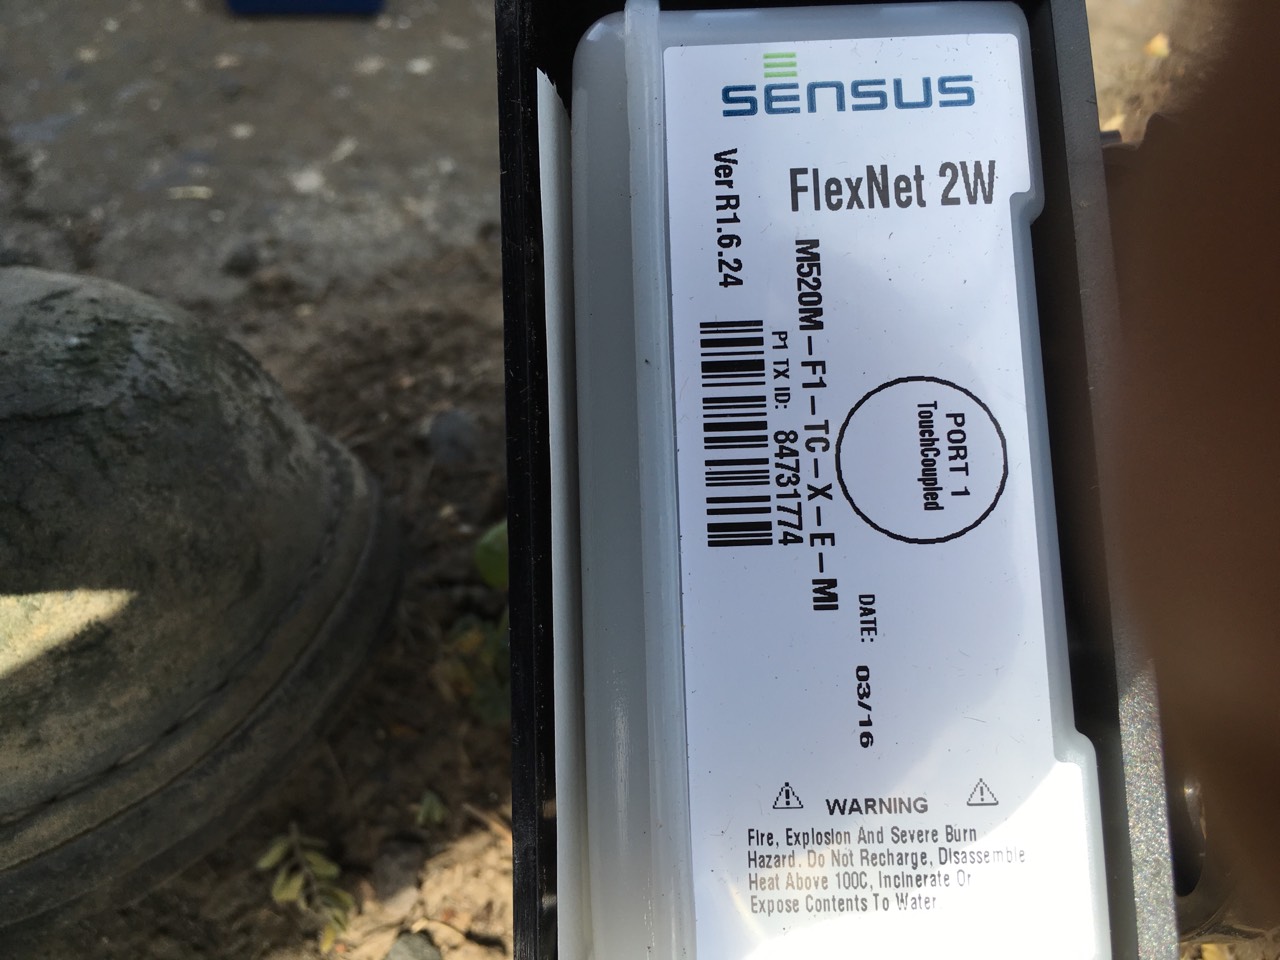 SENSUS
FlexNet 2W
Ver R1.6.24
M520M-F1-TC-X-E-MI
P1 TX ID: 84731774
PORT 1
TouchCoupled
DATE: 03/16
WARNING
Fire, Explosion And Severe Burn
Hazard. Do Not Recharge, Disassemble
Heat Above 100C, Incinerate Or
Expose Contents To Water